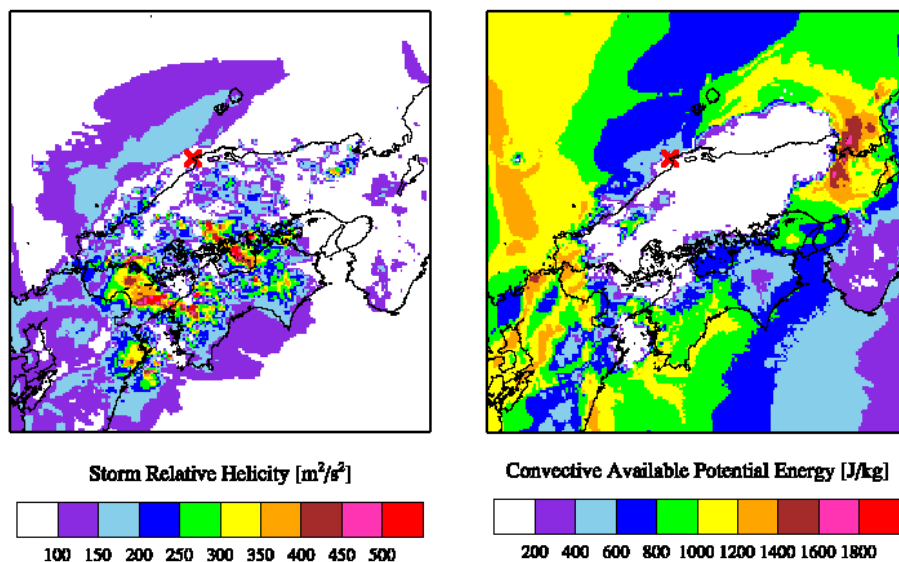 Storm Relative Helicity [m²/s²]
100 150 200 250 300 350 400 450 500
Convective Available Potential Energy [J/kg]
200 400 600 800 1000 1200 1400 1600 1800